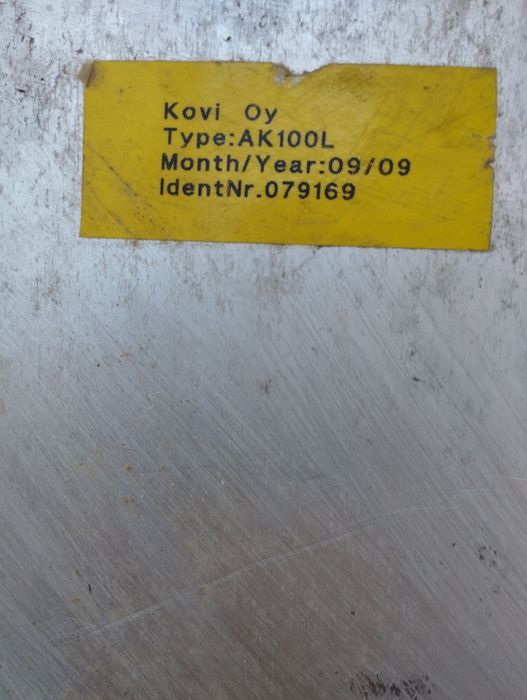 Kovi Oy
Type:AK100L
Month/Year:09/09
IdentNr.079169